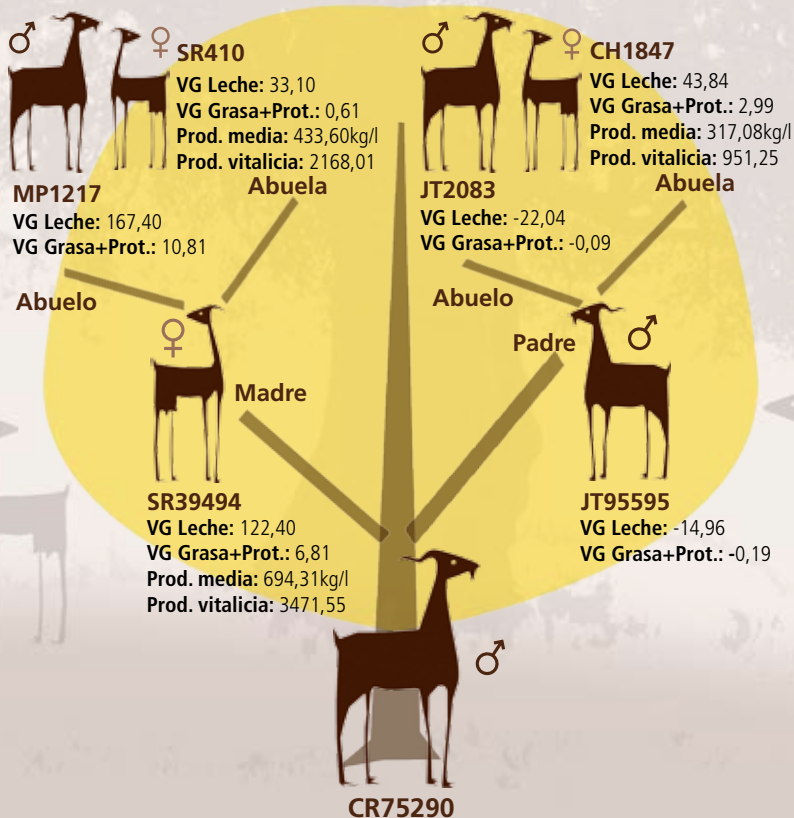 ♂ ♀ SR410
VG Leche: 33,10
VG Grasa+Prot.: 0,61
Prod. media: 433,60kg/l
Prod. vitalicia: 2168,01
Abuela
MP1217
VG Leche: 167,40
VG Grasa+Prot.: 10,81
Abuelo
♂ ♀ CH1847
VG Leche: 43,84
VG Grasa+Prot.: 2,99
Prod. media: 317,08kg/l
Prod. vitalicia: 951,25
Abuela
JT2083
VG Leche: -22,04
VG Grasa+Prot.: -0,09
Abuelo
♀
Madre
SR39494
VG Leche: 122,40
VG Grasa+Prot.: 6,81
Prod. media: 694,31kg/l
Prod. vitalicia: 3471,55
Padre ♂
JT95595
VG Leche: -14,96
VG Grasa+Prot.: -0,19
♂
CR75290